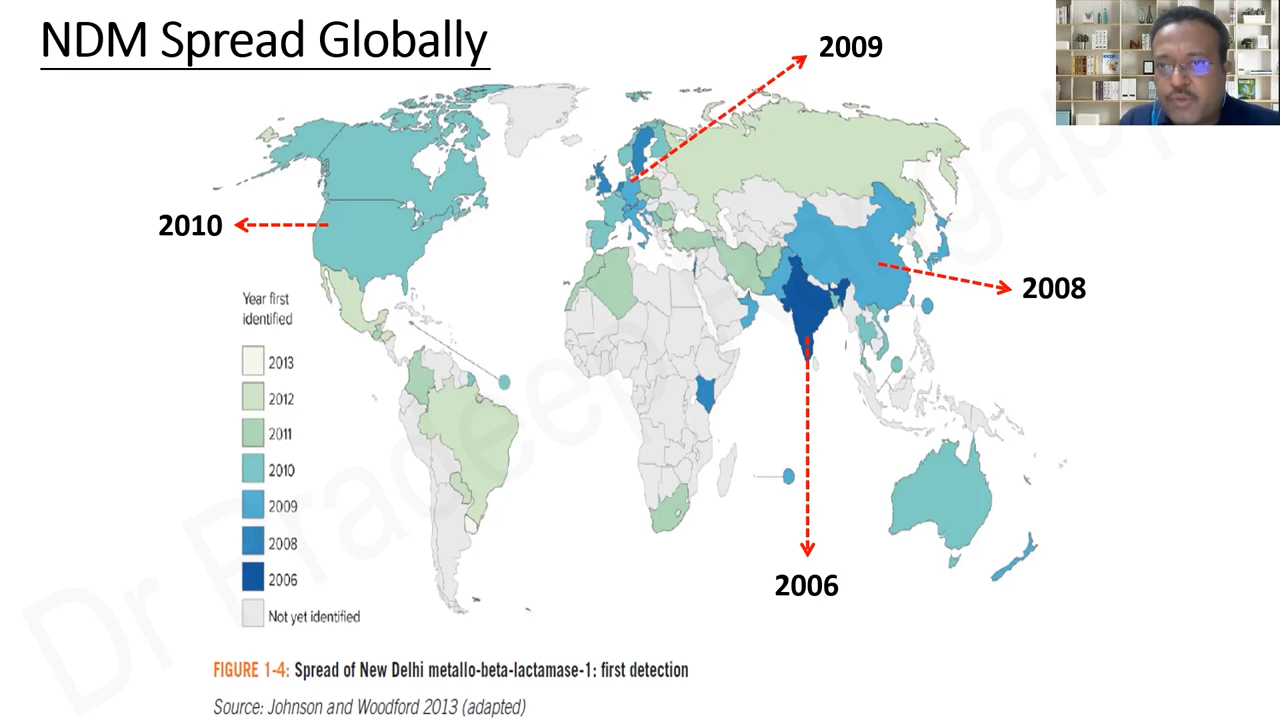 NDM Spread Globally
2009
2010
2008
Year first
identified
2013
2012
2011
2010
2009
2008
2006
Not yet identified
2006
FIGURE 1-4: Spread of New Delhi metallo-beta-lactamase-1: first detection
Source: Johnson and Woodford 2013 (adapted)
Dr Pradeep